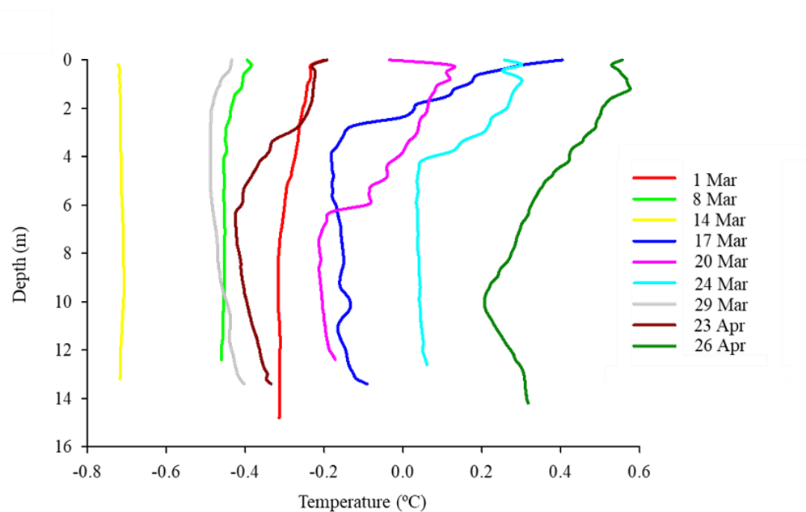 0
2
4
6
8
10
12
14
16
Depth (m)
-0.8 -0.6 -0.4 -0.2 0.0 0.2 0.4 0.6
Temperature (ºC)
1 Mar
8 Mar
14 Mar
17 Mar
20 Mar
24 Mar
29 Mar
23 Apr
26 Apr